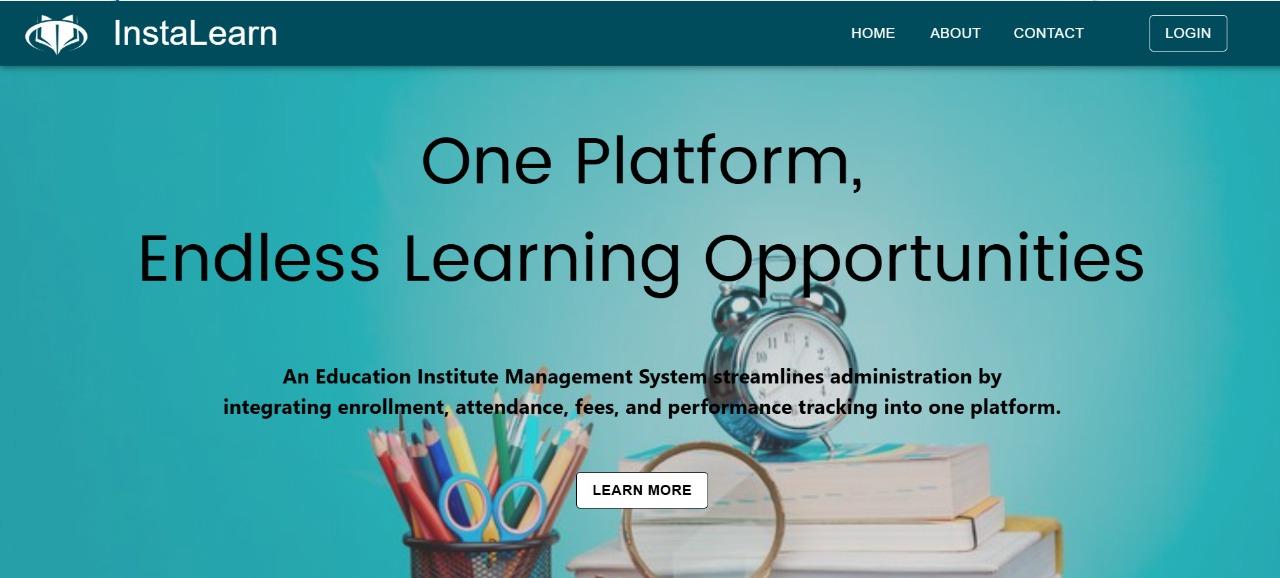 InstaLearn
HOME ABOUT CONTACT LOGIN
One Platform,
Endless Learning Opportunities
An Education Institute Management System streamlines administration by
integrating enrollment, attendance, fees, and performance tracking into one platform.
LEARN MORE